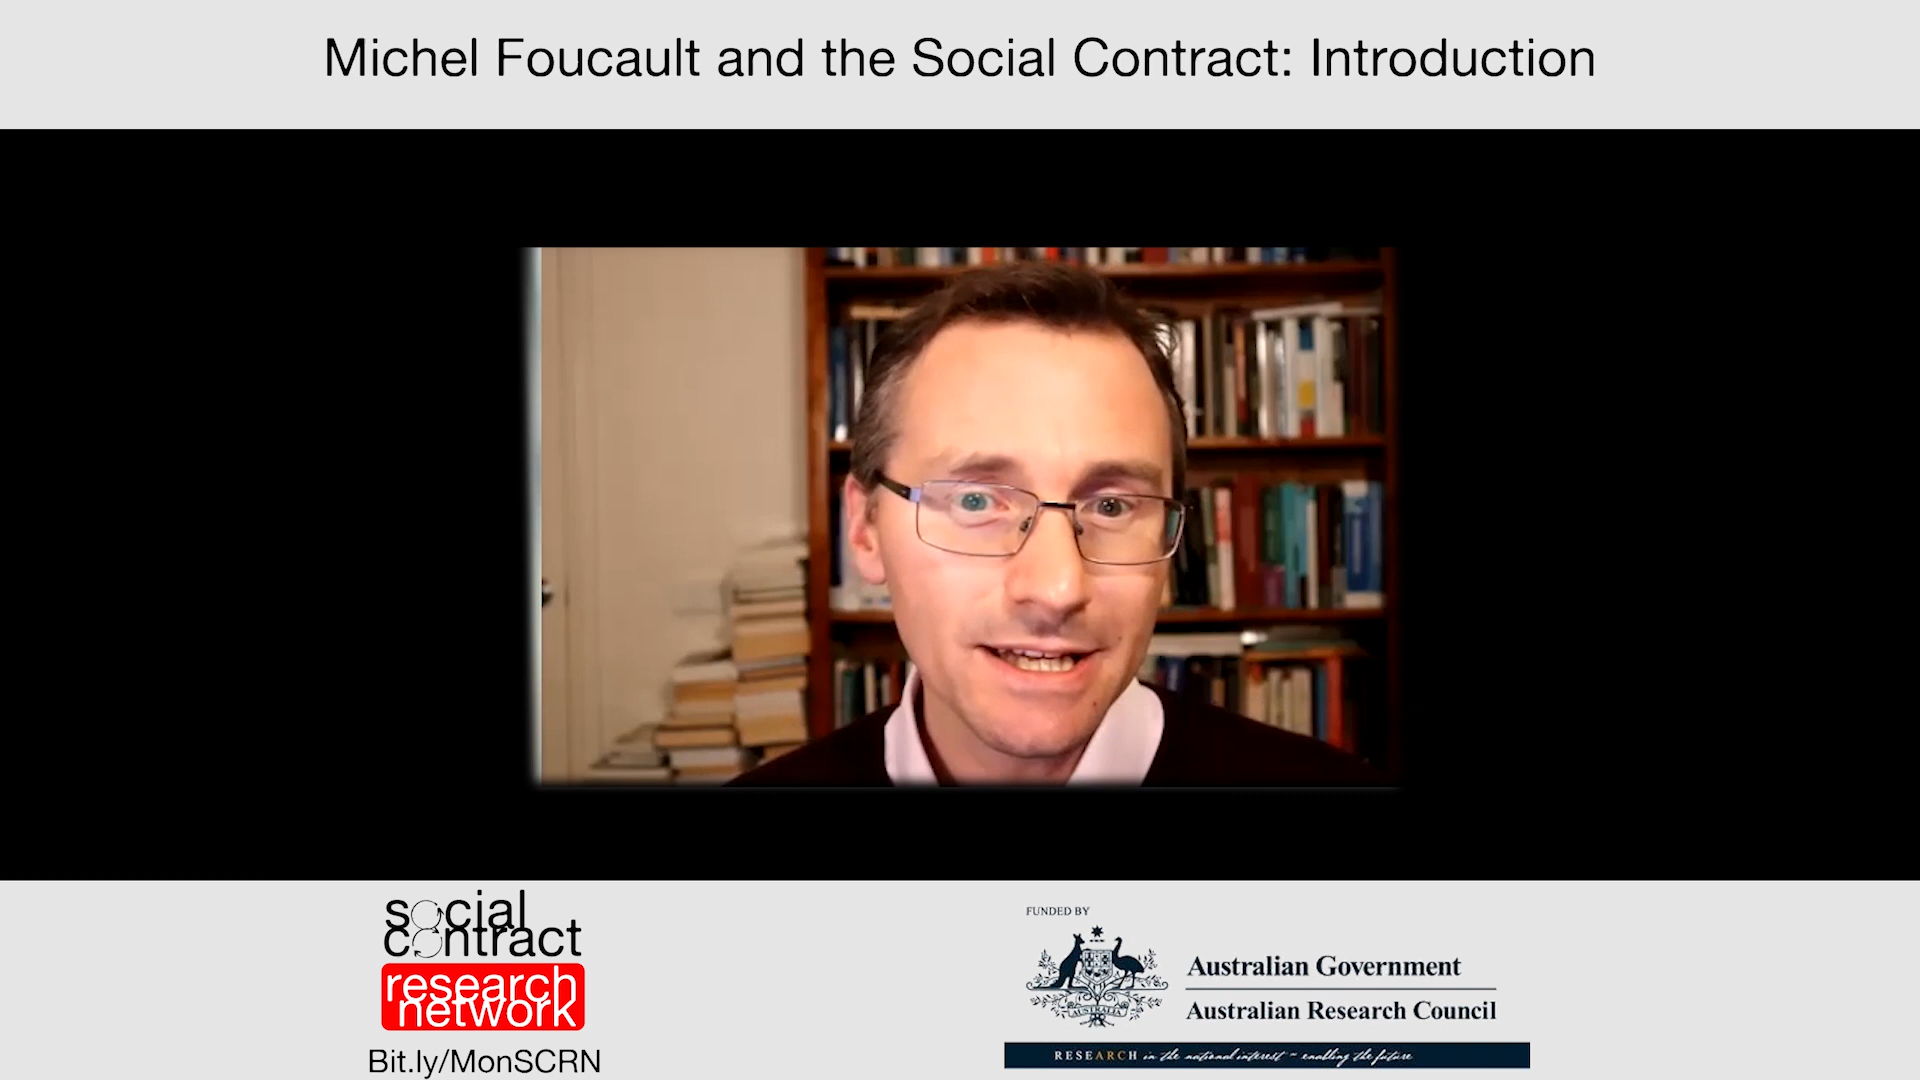 Michel Foucault and the Social Contract: Introduction
social
contract
research
network
Bit.ly/MonSCRN
FUNDED BY
AUSTRALIA
Australian Government
Australian Research Council
RESEARCH in the national interest ~ enabling the future